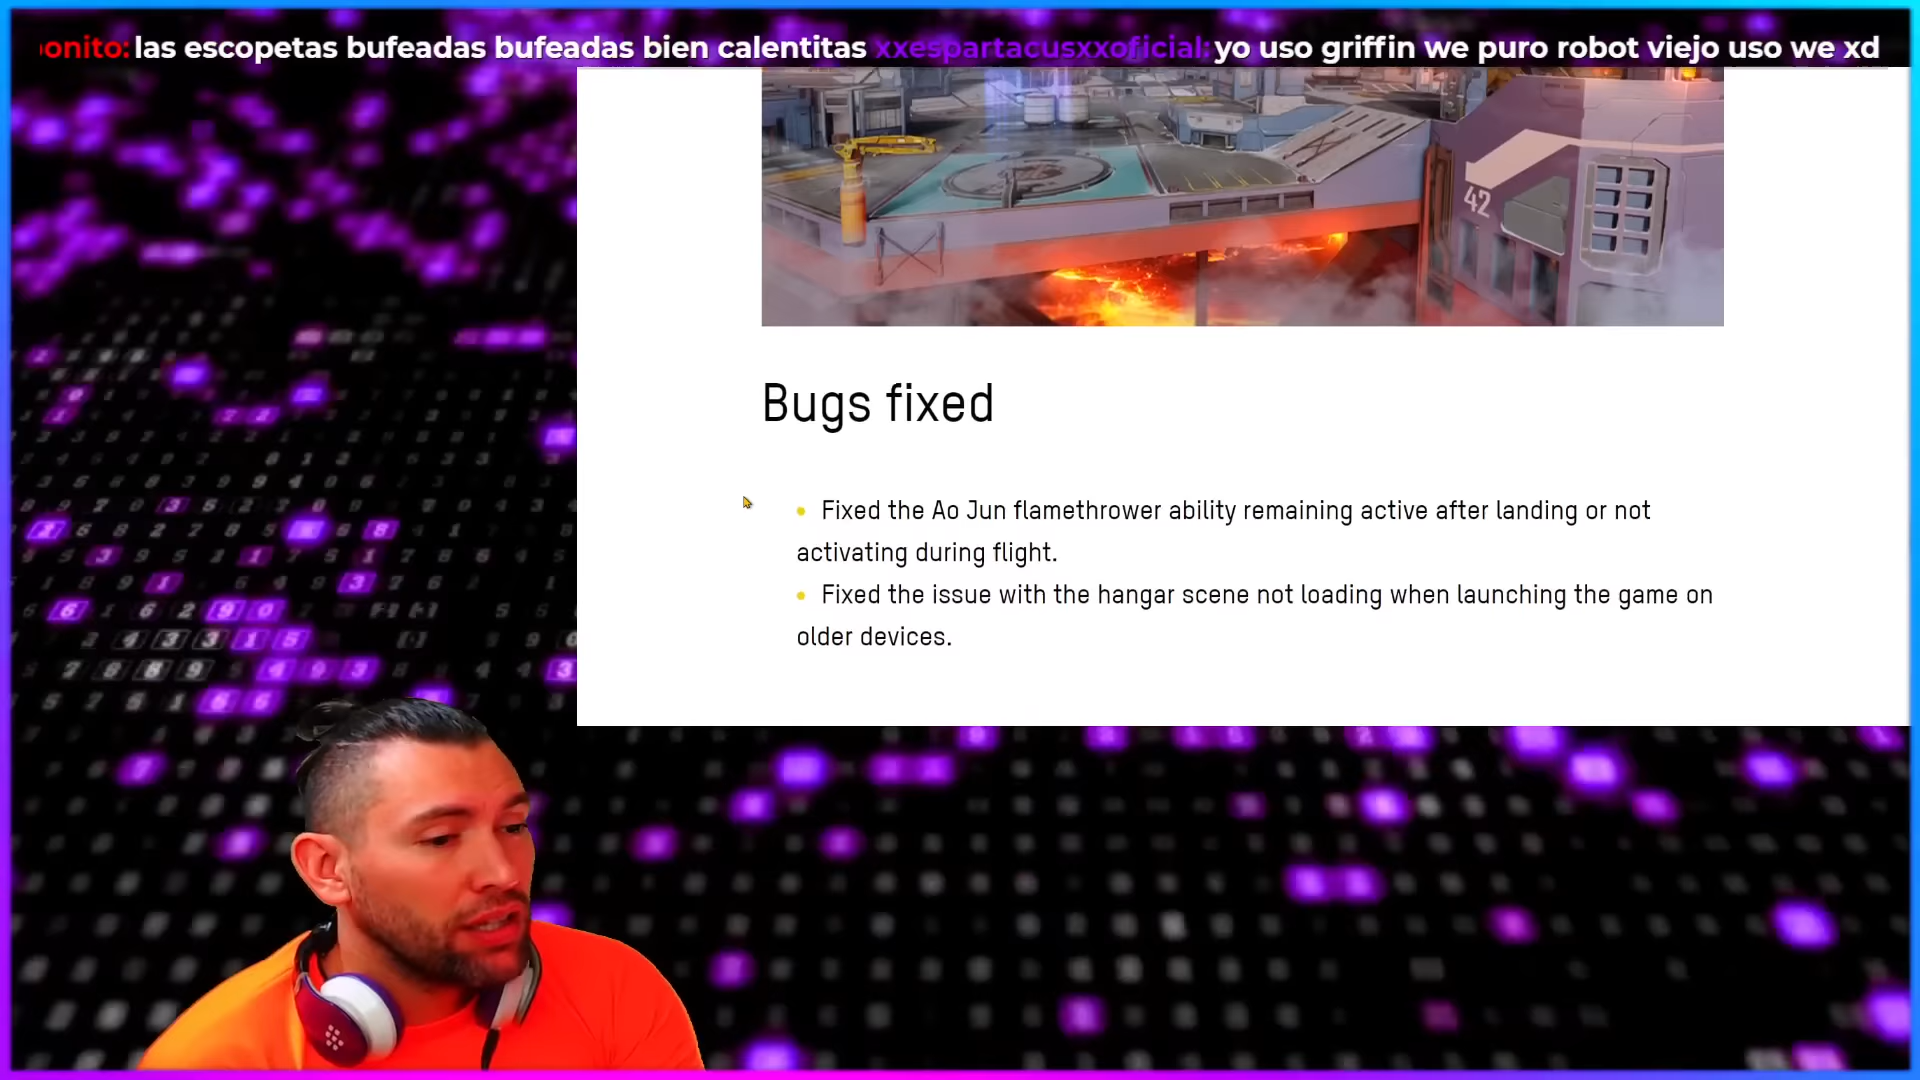 onito: las escopetas bufeadas bufeadas bien calentitas xxespartacusxxoficial: yo uso griffin we puro robot viejo uso we xd
42
Bugs fixed
Fixed the Ao Jun flamethrower ability remaining active after landing or not
activating during flight.
Fixed the issue with the hangar scene not loading when launching the game on
older devices.